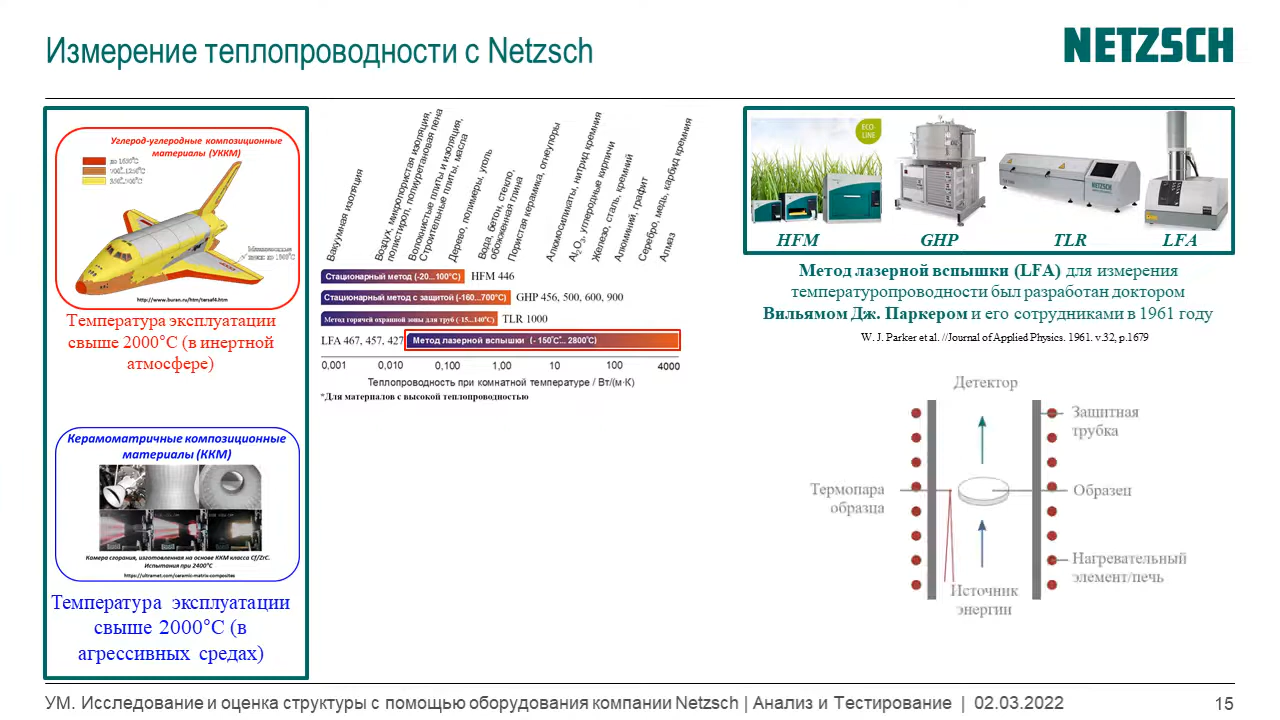 Измерение теплопроводности с Netzsch
NETZSCH
Углерод-углеродные композиционные
материалы (УККМ)
http://www.buran.ru/htm/tersaf4.htm
Температура эксплуатации
свыше 2000°C (в инертной
атмосфере)
Керамоматричные композиционные
материалы (ККМ)
Камера сгорания, изготовленная на основе ККМ класса Cf/ZrC.
Испытания при 2400°C
https://ultramet.com/ceramic-matrix-composites
Температура эксплуатации
свыше 2000°C (в
агрессивных средах)
Вакуумная изоляция
Воздух, микропористая изоляция,
полистирол, полиуретановая пена
Волокнистые плиты и изоляция,
Строительные плиты, масла
Дерево, полимеры, уголь
Вода, бетон, стекло,
обожженная глина
Пористая керамика, огнеупоры
Алюмосиликаты, нитрид кремния
Al2O3, углеродные кирпичи
Железо, сталь, кремний
Алюминий, графит
Серебро, медь, карбид кремния
Алмаз
Стационарный метод (-20...100°C) HFM 446
Стационарный метод с защитой (-160...700°C) GHP 456, 500, 600, 900
Метод горячей охранной зоны для труб (-15...140°C) TLR 1000
LFA 467, 457, 427 Метод лазерной вспышки (- 150°C*... 2800°C)
0,001 0,010 0,100 1,00 10 100 4000
Теплопроводность при комнатной температуре / Вт/(м·К)
*Для материалов с высокой теплопроводностью
ECO-
LINE
HFM GHP TLR LFA
Метод лазерной вспышки (LFA) для измерения
температуропроводности был разработан доктором
Вильямом Дж. Паркером и его сотрудниками в 1961 году
W. J. Parker et al. //Journal of Applied Physics. 1961. v.32, p.1679
Детектор
Защитная
трубка
Термопара
образца
Образец
Нагревательный
элемент/печь
Источник
энергии
УМ. Исследование и оценка структуры с помощью оборудования компании Netzsch | Анализ и Тестирование | 02.03.2022
15